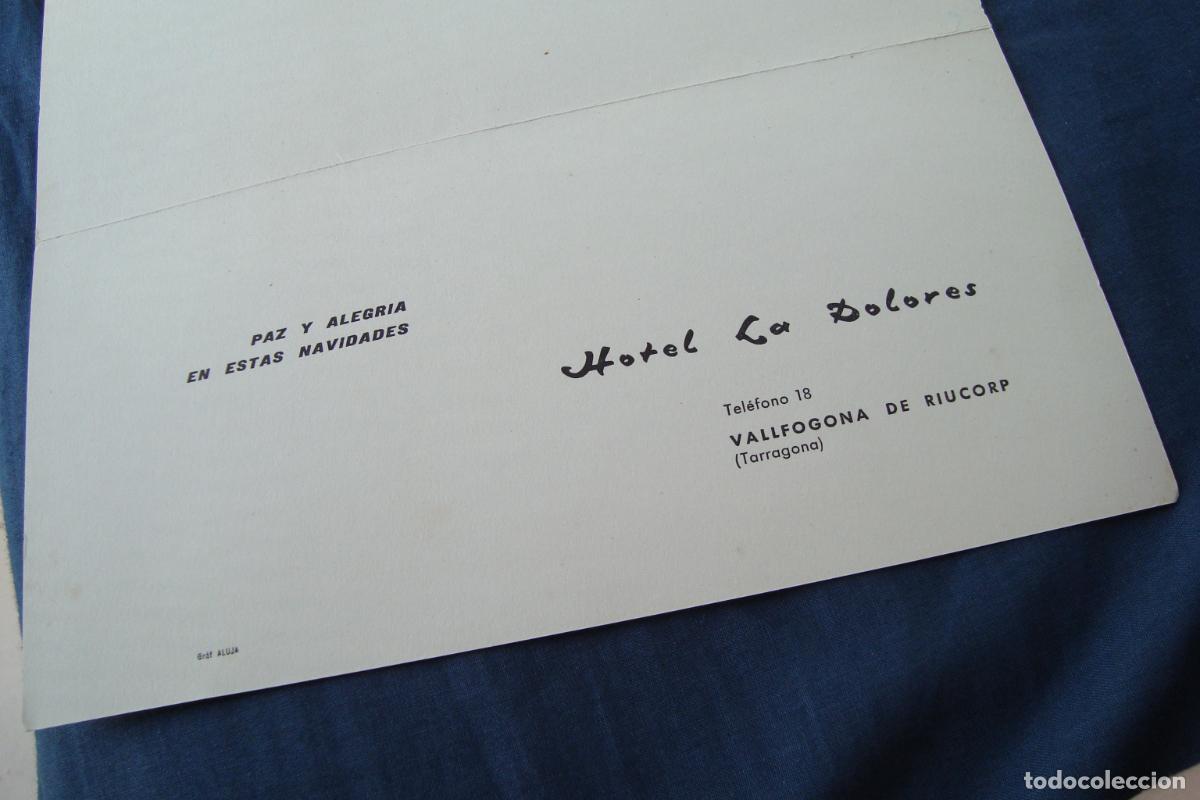 PAZ Y ALEGRIA
EN ESTAS NAVIDADES
Hotel La Dolores
Teléfono 18
VALLFOGONA DE RIUCORP
(Tarragona)
Gráf ALUJA
todocoleccion